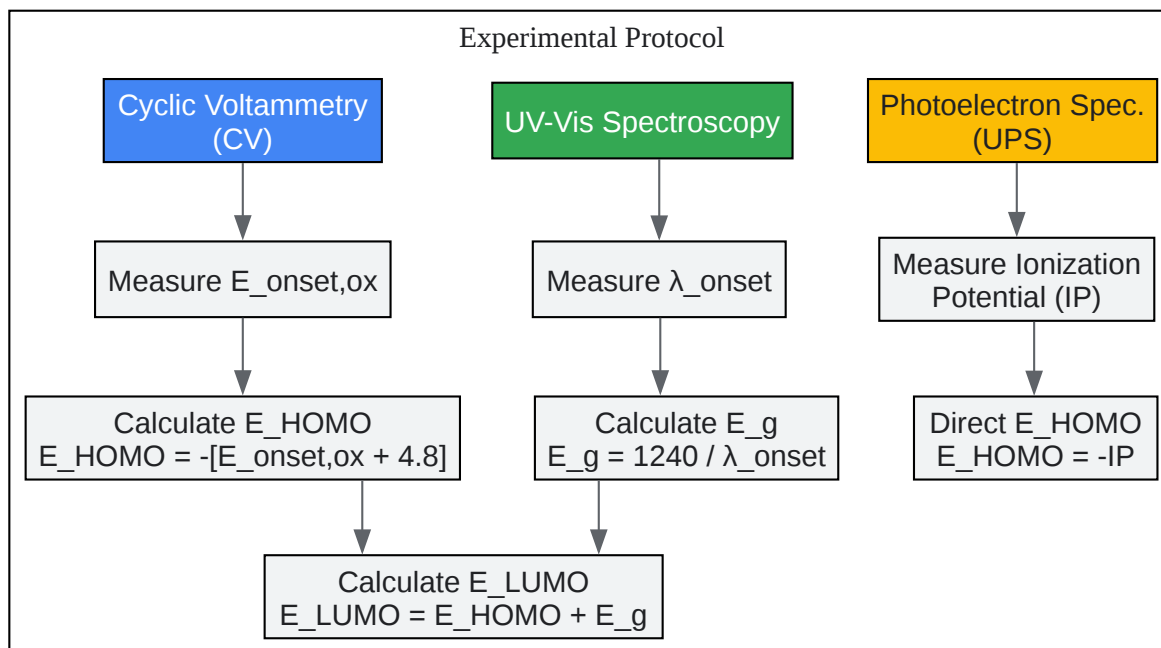 Experimental Protocol
Cyclic Voltammetry
(CV)
UV-Vis Spectroscopy
Photoelectron Spec.
(UPS)
Measure E_onset,ox
Measure λ_onset
Measure Ionization
Potential (IP)
Calculate E_HOMO
E_HOMO = -[E_onset,ox + 4.8]
Calculate E_g
E_g = 1240 / λ_onset
Direct E_HOMO
E_HOMO = -IP
Calculate E_LUMO
E_LUMO = E_HOMO + E_g